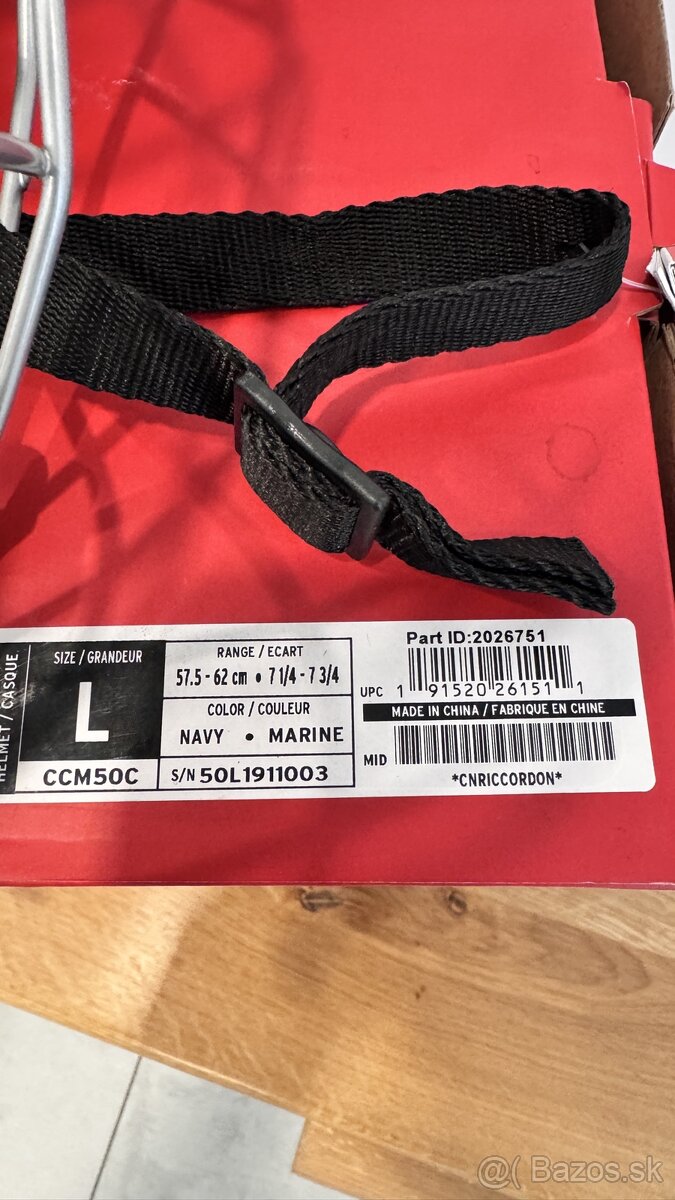 HELMET / CASQUE
SIZE / GRANDEUR
L
CCM50C
RANGE / ECART
57.5 - 62 cm • 7 1/4 - 7 3/4
COLOR / COULEUR
NAVY • MARINE
S/N 50L1911003
Part ID:2026751
UPC 1 91520 26151 1
MADE IN CHINA / FABRIQUE EN CHINE
MID
*CNRICCORDON*
@( Bazos.sk